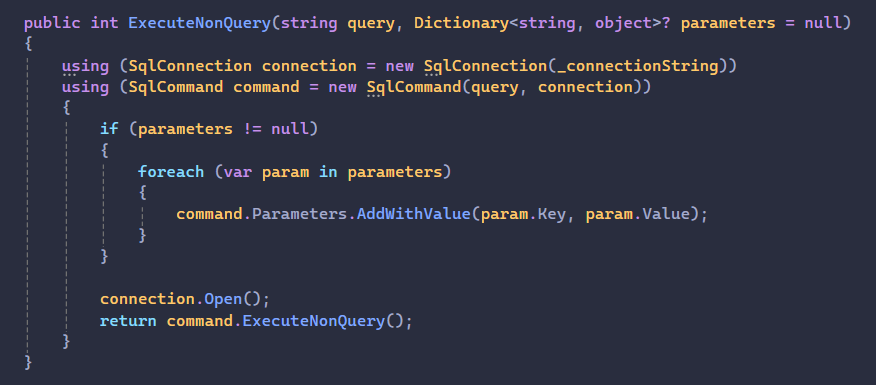 public int ExecuteNonQuery(string query, Dictionary<string, object>? parameters = null)
{
    using (SqlConnection connection = new SqlConnection(_connectionString))
    using (SqlCommand command = new SqlCommand(query, connection))
    {
        if (parameters != null)
        {
            foreach (var param in parameters)
            {
                command.Parameters.AddWithValue(param.Key, param.Value);
            }
        }

        connection.Open();
        return command.ExecuteNonQuery();
    }
}